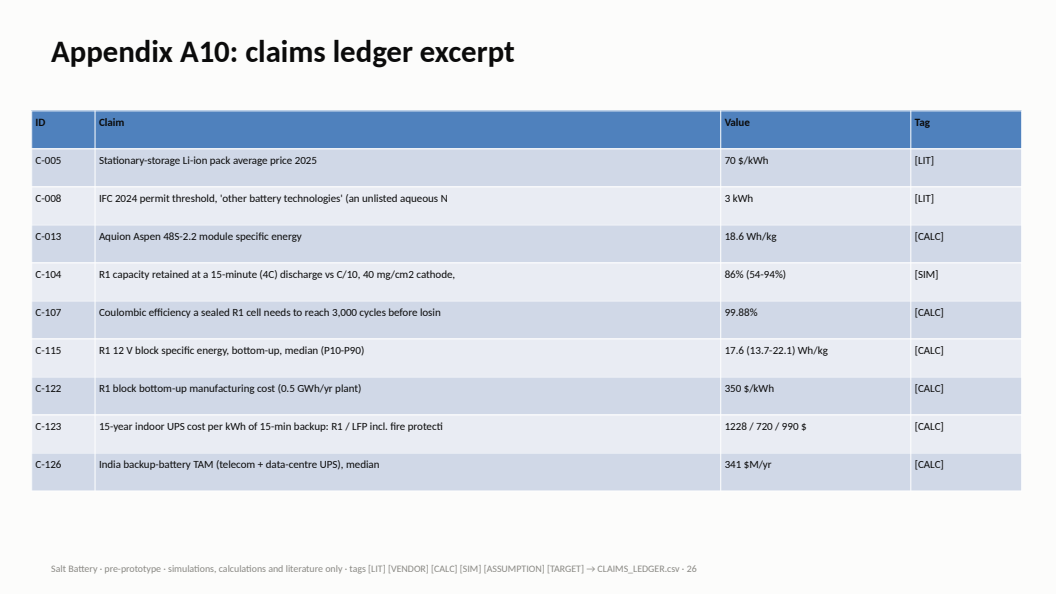 Appendix A10: claims ledger excerpt
ID Claim Value Tag
C-005 Stationary-storage Li-ion pack average price 2025 70 $/kWh [LIT]
C-008 IFC 2024 permit threshold, 'other battery technologies' (an unlisted aqueous N 3 kWh [LIT]
C-013 Aquion Aspen 48S-2.2 module specific energy 18.6 Wh/kg [CALC]
C-104 R1 capacity retained at a 15-minute (4C) discharge vs C/10, 40 mg/cm2 cathode, 86% (54-94%) [SIM]
C-107 Coulombic efficiency a sealed R1 cell needs to reach 3,000 cycles before losin 99.88% [CALC]
C-115 R1 12 V block specific energy, bottom-up, median (P10-P90) 17.6 (13.7-22.1) Wh/kg [CALC]
C-122 R1 block bottom-up manufacturing cost (0.5 GWh/yr plant) 350 $/kWh [CALC]
C-123 15-year indoor UPS cost per kWh of 15-min backup: R1 / LFP incl. fire protecti 1228 / 720 / 990 $ [CALC]
C-126 India backup-battery TAM (telecom + data-centre UPS), median 341 $M/yr [CALC]
Salt Battery · pre-prototype · simulations, calculations and literature only · tags [LIT] [VENDOR] [CALC] [SIM] [ASSUMPTION] [TARGET] → CLAIMS_LEDGER.csv · 26